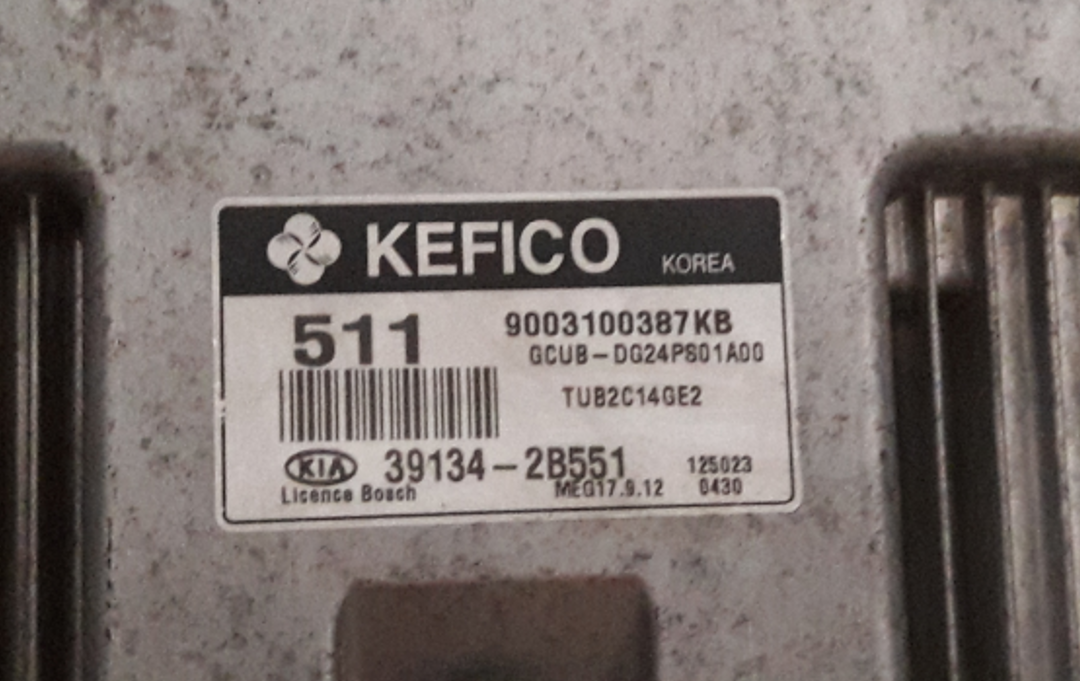 KEFICO KOREA
511 9003100387KB
GCUB-DG24PS01A00
TUB2C14GE2
KIA 39134-2B551 125023
Licence Bosch MEG17.9.12 0430